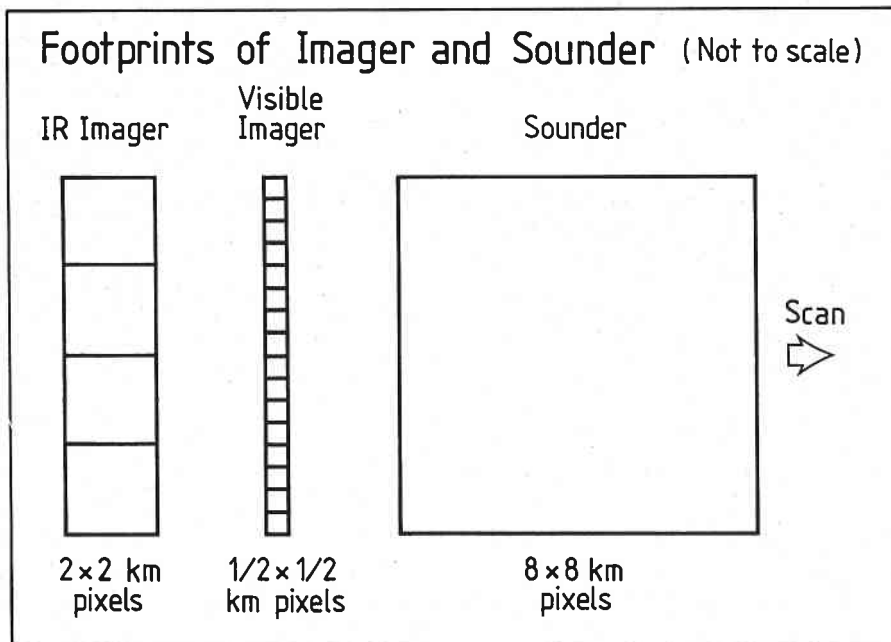 Footprints of Imager and Sounder (Not to scale)
IR Imager
Visible
Imager
Sounder
Scan
2×2 km
pixels
1/2×1/2
km pixels
8×8 km
pixels